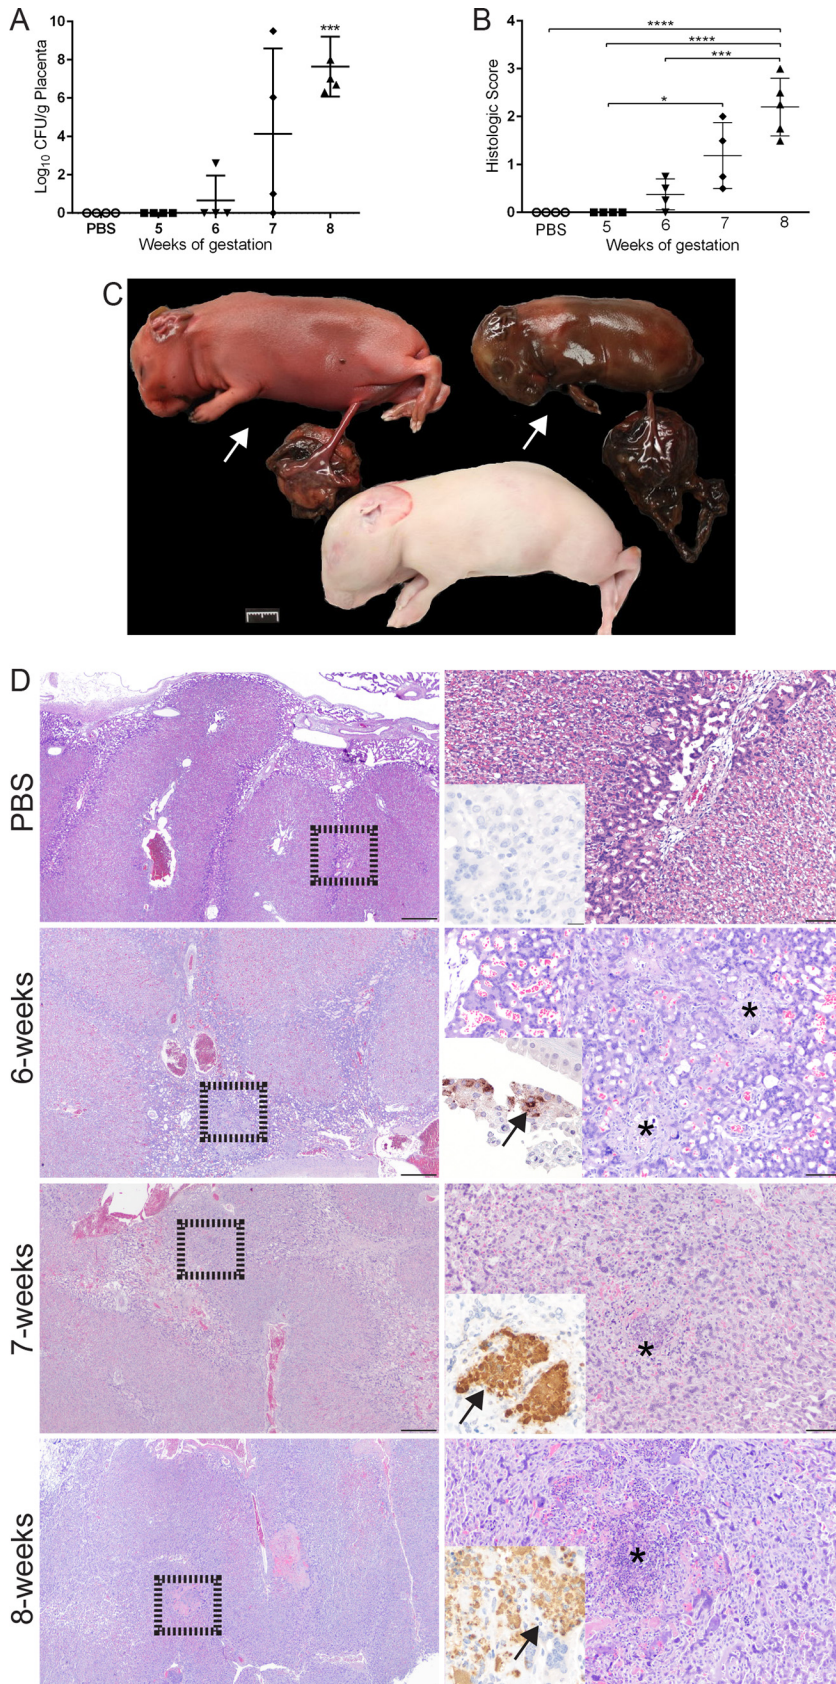 A
Log10 CFU/g Placenta
10
8
6
4
2
0
***
PBS 5 6 7 8
Weeks of gestation
B
Histologic Score
4
3
2
1
0
****
****
***
*
PBS 5 6 7 8
Weeks of gestation
C
D
PBS
6-weeks
*
*
7-weeks
*
8-weeks
*